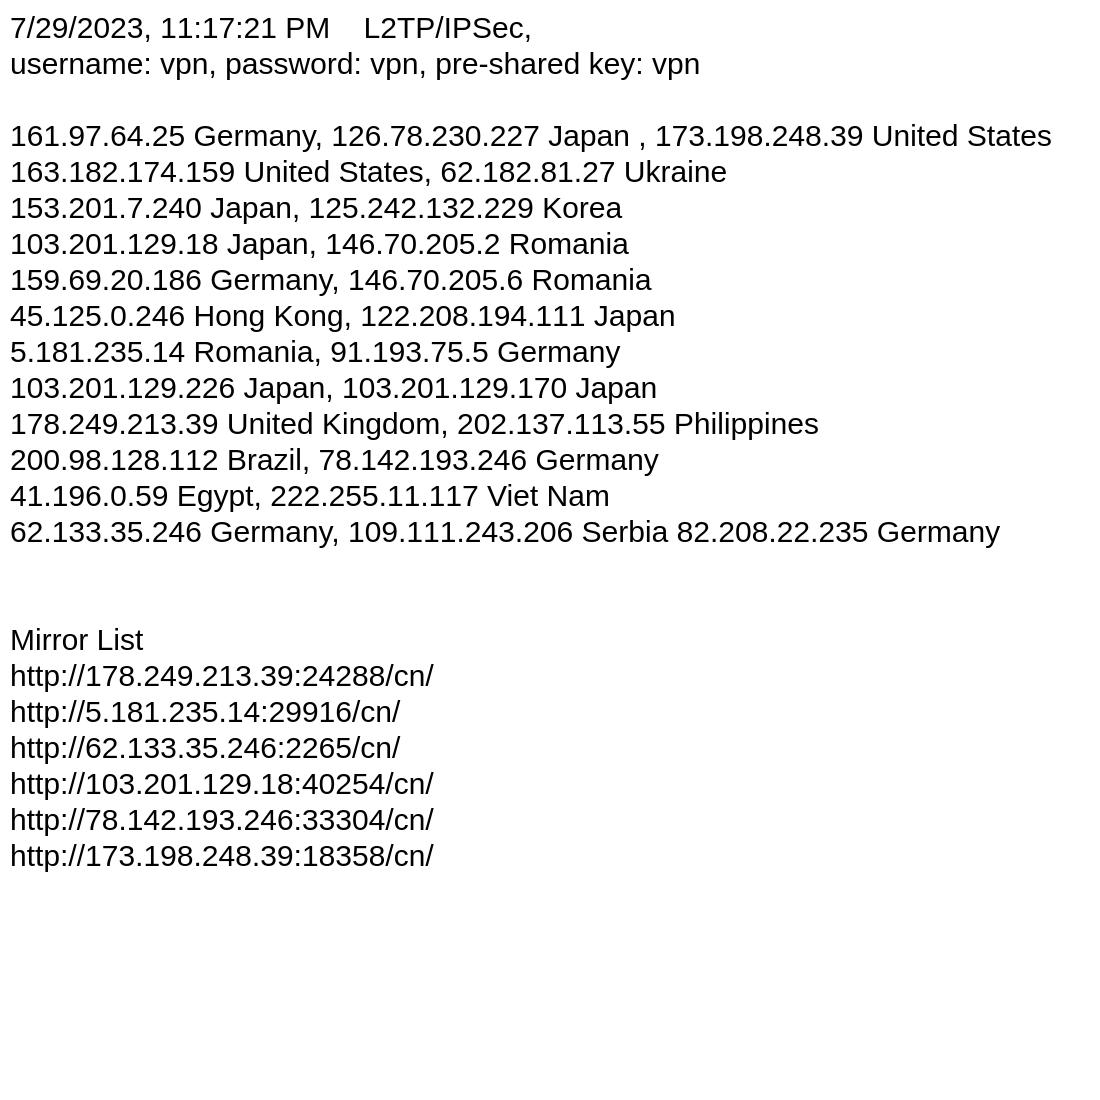 7/29/2023, 11:17:21 PM    L2TP/IPSec,
username: vpn, password: vpn, pre-shared key: vpn
161.97.64.25 Germany, 126.78.230.227 Japan , 173.198.248.39 United States
163.182.174.159 United States, 62.182.81.27 Ukraine
153.201.7.240 Japan, 125.242.132.229 Korea
103.201.129.18 Japan, 146.70.205.2 Romania
159.69.20.186 Germany, 146.70.205.6 Romania
45.125.0.246 Hong Kong, 122.208.194.111 Japan
5.181.235.14 Romania, 91.193.75.5 Germany
103.201.129.226 Japan, 103.201.129.170 Japan
178.249.213.39 United Kingdom, 202.137.113.55 Philippines
200.98.128.112 Brazil, 78.142.193.246 Germany
41.196.0.59 Egypt, 222.255.11.117 Viet Nam
62.133.35.246 Germany, 109.111.243.206 Serbia 82.208.22.235 Germany
Mirror List
http://178.249.213.39:24288/cn/
http://5.181.235.14:29916/cn/
http://62.133.35.246:2265/cn/
http://103.201.129.18:40254/cn/
http://78.142.193.246:33304/cn/
http://173.198.248.39:18358/cn/